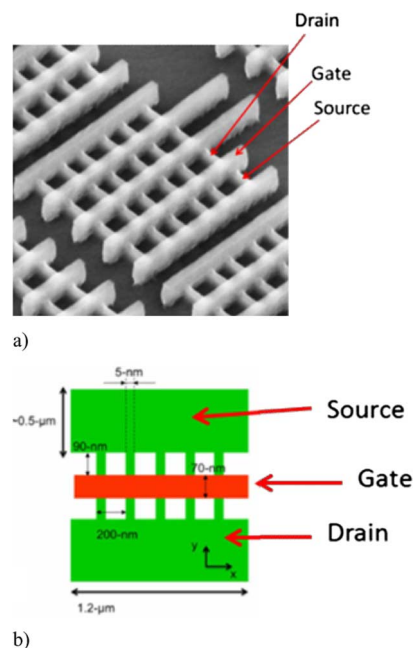 Drain
Gate
Source
a)
5-nm
~0.5-μm
Source
90-nm
70-nm
Gate
200-nm
Drain
y
x
1.2-μm
b)